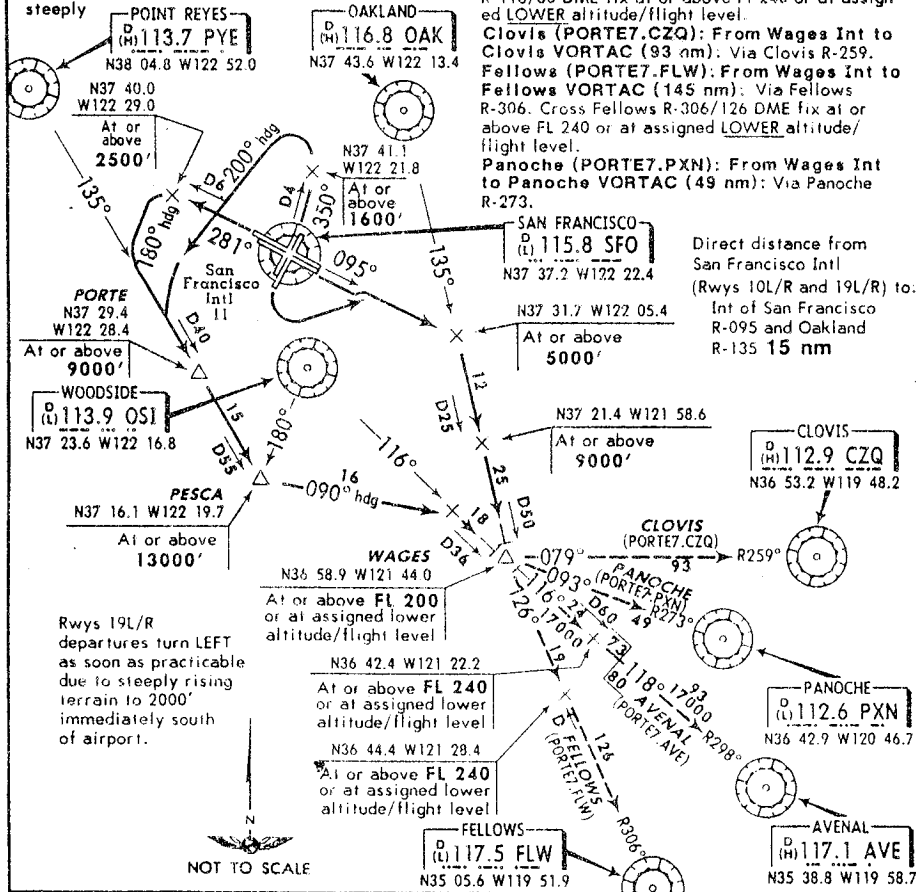 steeply
POINT REYES
D
(H) 113.7 PYE
N38 04.8 W122 52.0
OAKLAND
D
(H) 116.8 OAK
N37 43.6 W122 13.4
DME fix at or above
or at assign-
ed LOWER altitude/flight level.
Clovis (PORTE7.CZQ): From Wages Int to
Clovis VORTAC (93 nm): Via Clovis R-259.
Fellows (PORTE7.FLW): From Wages Int to
Fellows VORTAC (145 nm): Via Fellows
R-306. Cross Fellows R-306/126 DME fix at or
above FL 240 or at assigned LOWER altitude/
flight level.
Panoche (PORTE7.PXN): From Wages Int
to Panoche VORTAC (49 nm): Via Panoche
R-273.
N37 40.0
W122 29.0
At or
above
2500'
N37 41.1
W122 21.8
At or
above
1600'
135°
D6
200° hdg
D4
350°
180° hdg
281°
095°
135°
San
Francisco
Intl
11
SAN FRANCISCO
D
(L) 115.8 SFO
N37 37.2 W122 22.4
Direct distance from
San Francisco Intl
(Rwys 10L/R and 19L/R) to:
Int of San Francisco
R-095 and Oakland
R-135 15 nm
PORTE
N37 29.4
W122 28.4
At or above
9000'
D40
N37 31.7 W122 05.4
At or above
5000'
12
D25
WOODSIDE
D
(L) 113.9 OSI
N37 23.6 W122 16.8
15
D55
180°
N37 21.4 W121 58.6
At or above
9000'
25
D50
CLOVIS
D
(H) 112.9 CZQ
N36 53.2 W119 48.2
PESCA
N37 16.1 W122 19.7
At or above
13000'
116°
16
090° hdg
18
D36
WAGES
N36 58.9 W121 44.0
At or above FL 200
or at assigned lower
altitude/flight level
079°
CLOVIS
(PORTE7.CZQ)
93
R259°
093°
PANOCHE
(PORTE7.PXN)
49
R273°
116°
24
17000
D60
73
126°
19
118°
93
17000
80
AVENAL
(PORTE7.AVE)
R298°
PANOCHE
D
(L) 112.6 PXN
N36 42.9 W120 46.7
Rwys 19L/R
departures turn LEFT
as soon as practicable
due to steeply rising
terrain to 2000'
immediately south
of airport.
N36 42.4 W121 22.2
At or above FL 240
or at assigned lower
altitude/flight level
N36 44.4 W121 28.4
At or above FL 240
or at assigned lower
altitude/flight level
D
126
FELLOWS
(PORTE7.FLW)
R306°
N
NOT TO SCALE
FELLOWS
D
(L) 117.5 FLW
N35 05.6 W119 51.9
AVENAL
D
(H) 117.1 AVE
N35 38.8 W119 58.7